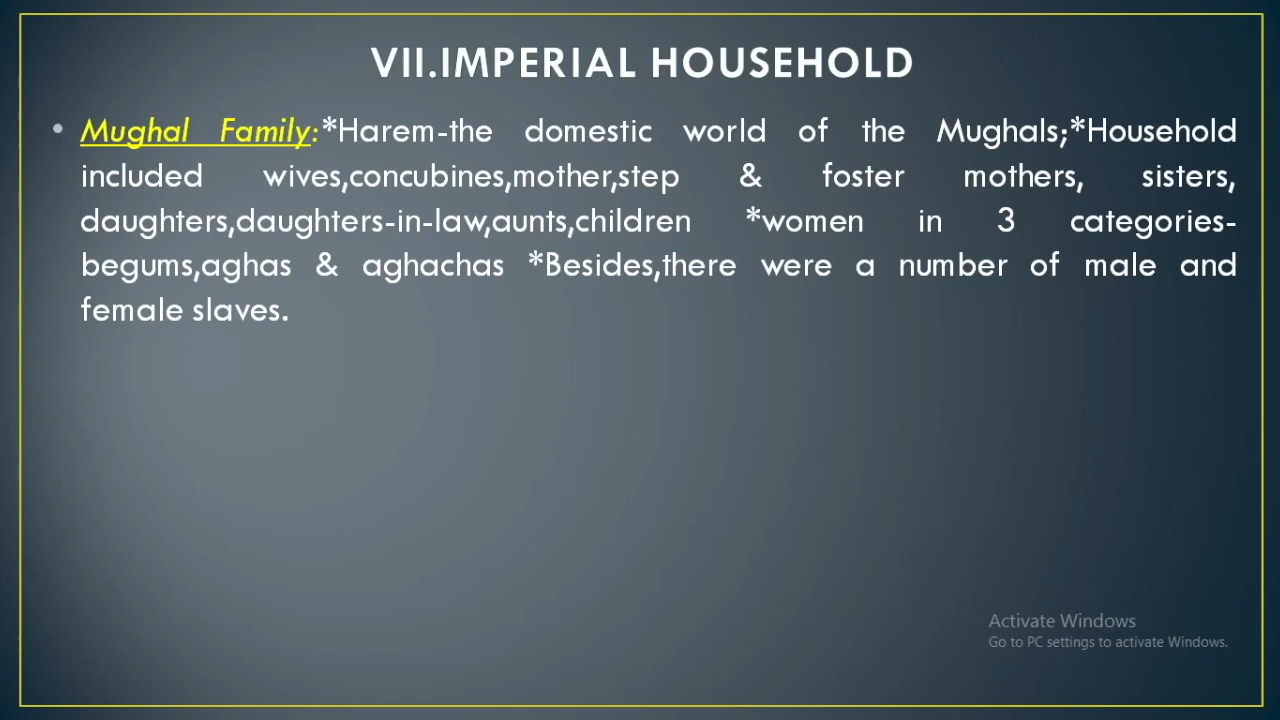 VII.IMPERIAL HOUSEHOLD
• Mughal Family:*Harem-the domestic world of the Mughals;*Household
included wives,concubines,mother,step & foster mothers, sisters,
daughters,daughters-in-law,aunts,children *women in 3 categories-
begums,aghas & aghachas *Besides,there were a number of male and
female slaves.
Activate Windows
Go to PC settings to activate Windows.